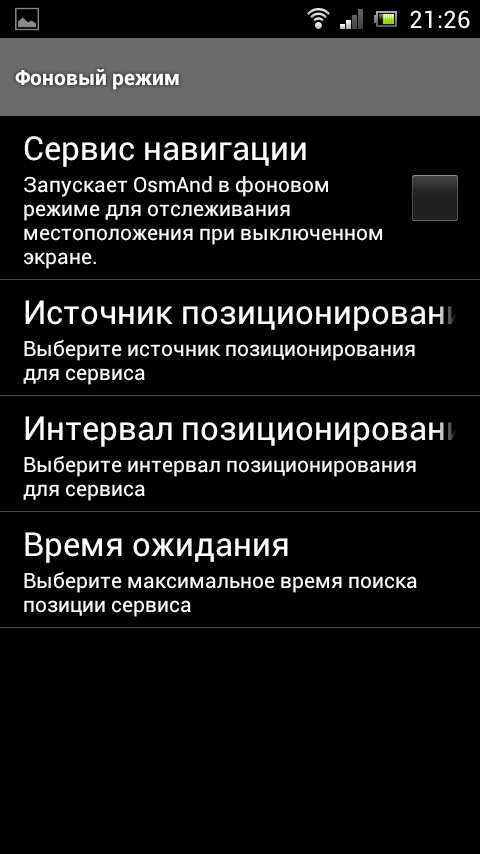 21:26
Фоновый режим
Сервис навигации
Запускает OsmAnd в фоновом
режиме для отслеживания
местоположения при выключенном
экране.
Источник позиционировани
Выберите источник позиционирования
для сервиса
Интервал позиционировани
Выберите интервал позиционирования
для сервиса
Время ожидания
Выберите максимальное время поиска
позиции сервиса